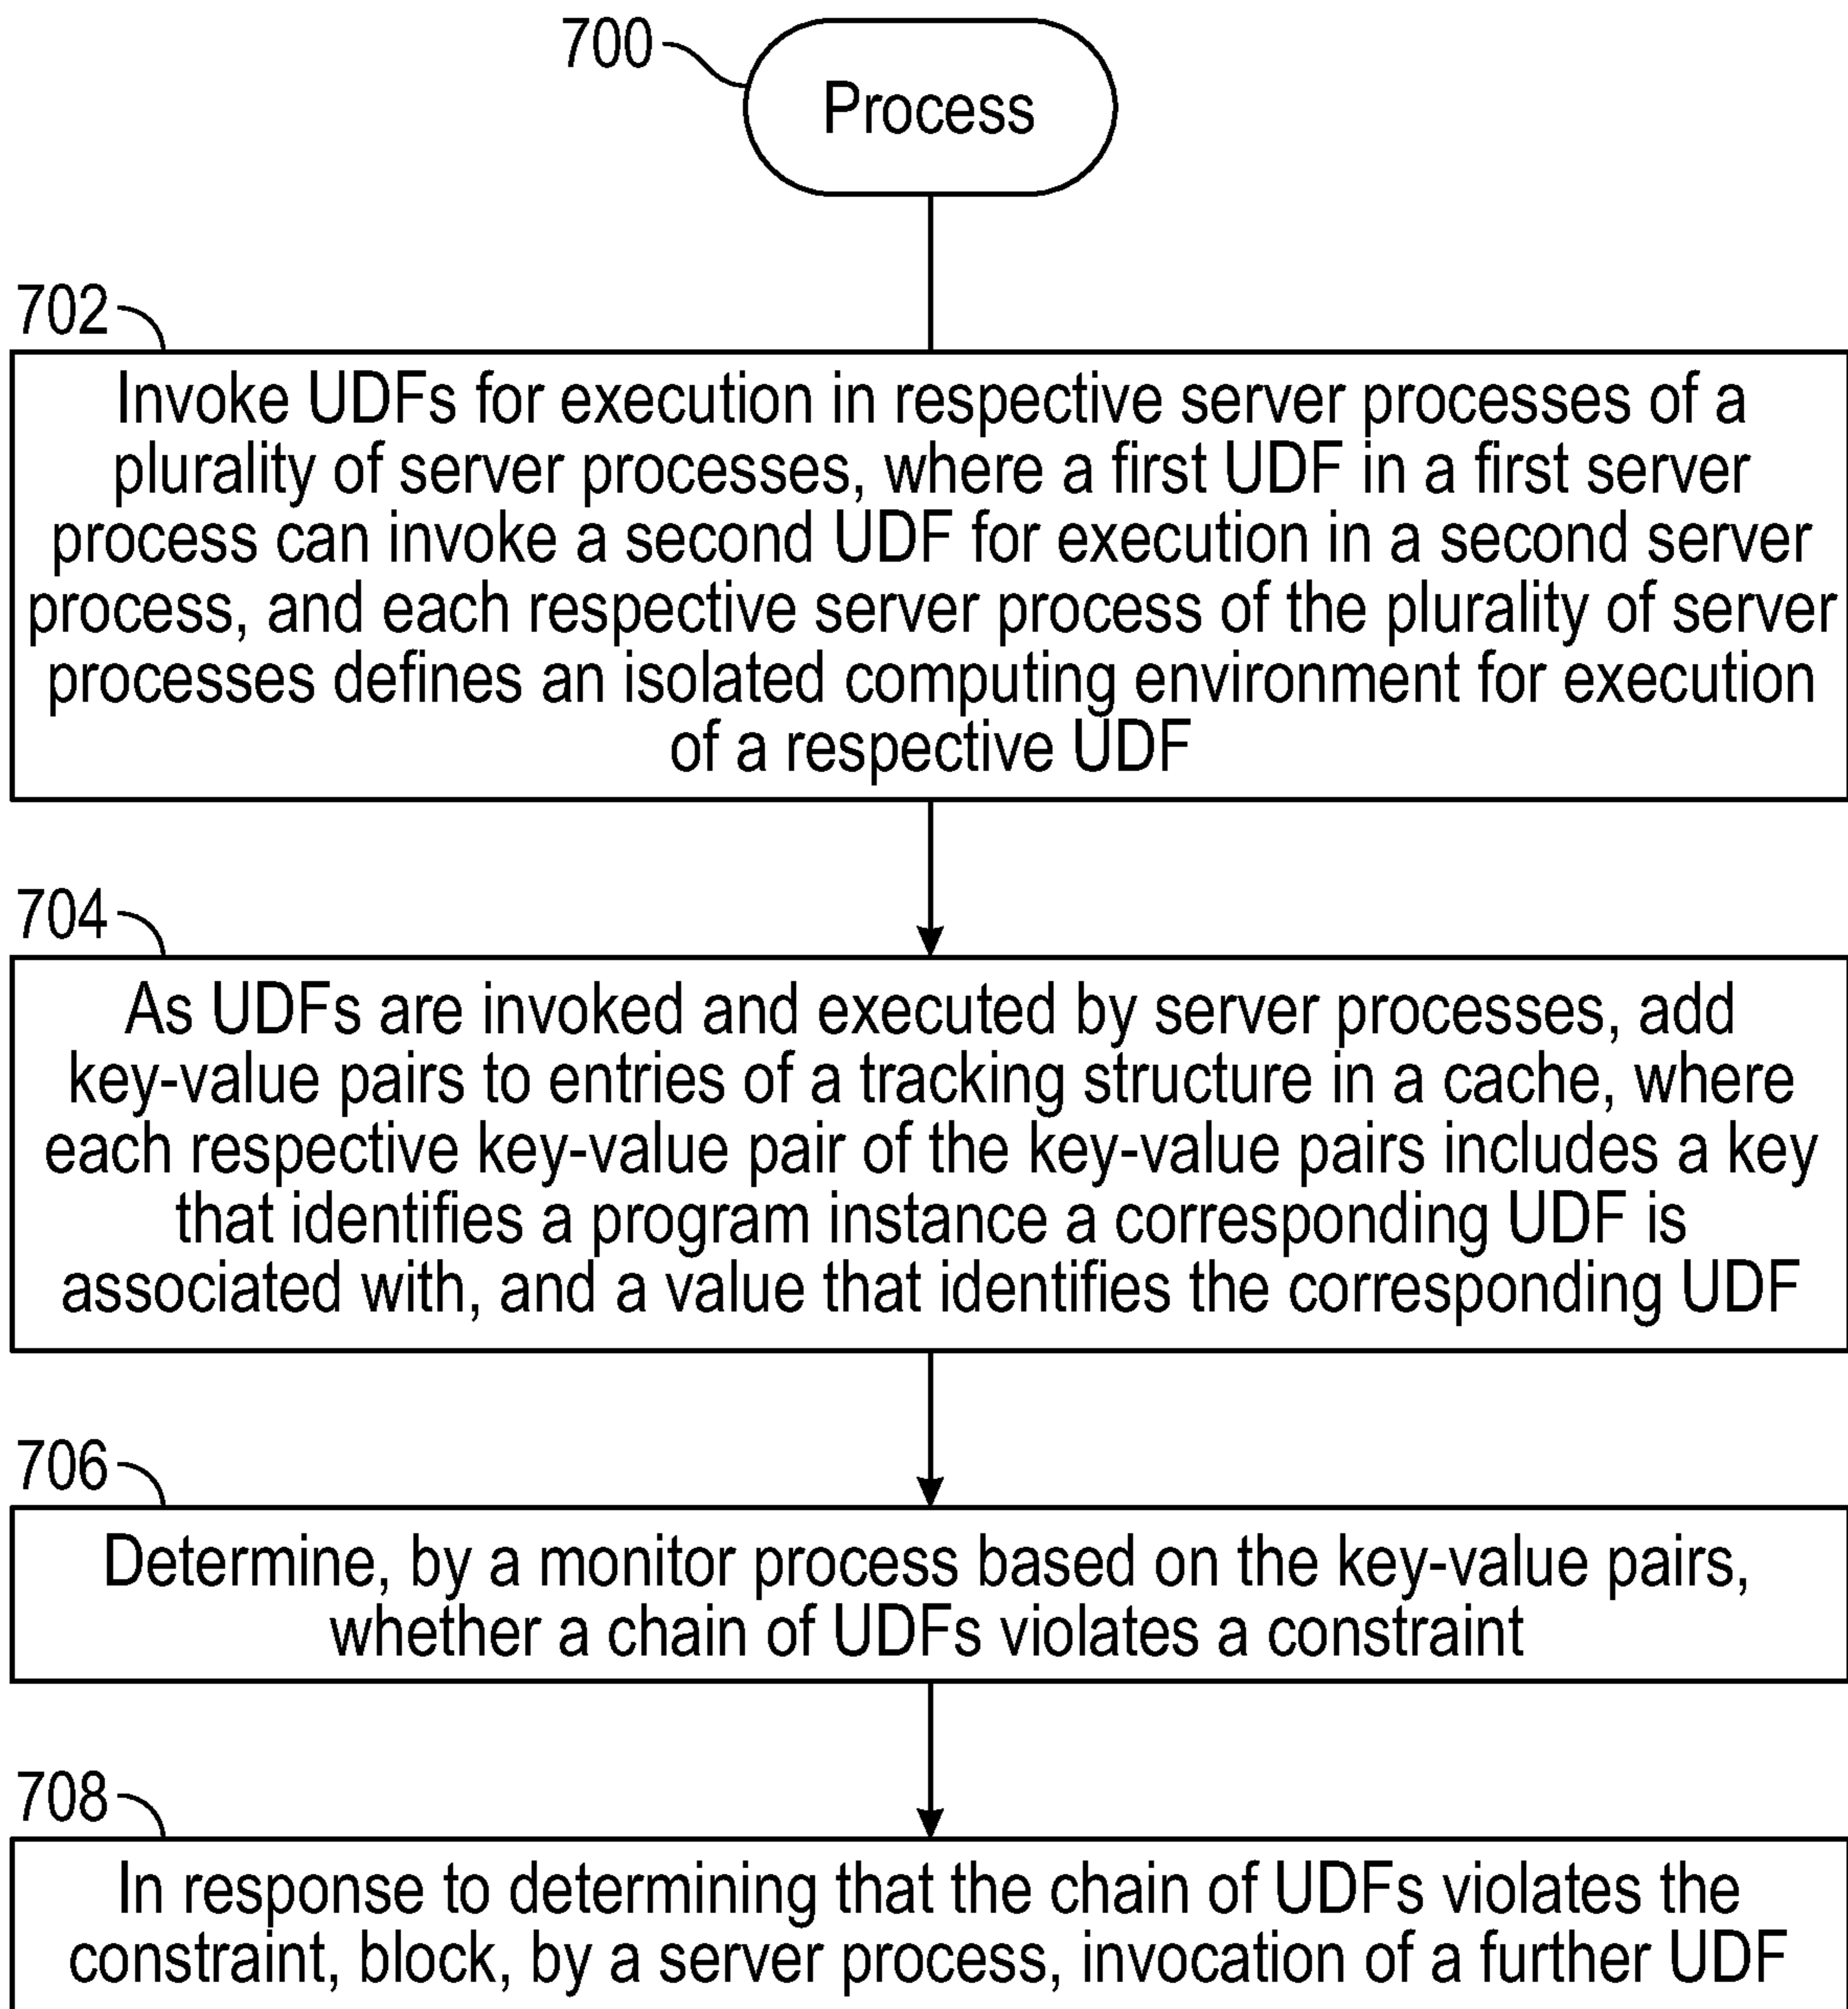 700
Process
702
Invoke UDFs for execution in respective server processes of a
plurality of server processes, where a first UDF in a first server
process can invoke a second UDF for execution in a second server
process, and each respective server process of the plurality of server
processes defines an isolated computing environment for execution
of a respective UDF
704
As UDFs are invoked and executed by server processes, add
key-value pairs to entries of a tracking structure in a cache, where
each respective key-value pair of the key-value pairs includes a key
that identifies a program instance a corresponding UDF is
associated with, and a value that identifies the corresponding UDF
706
Determine, by a monitor process based on the key-value pairs,
whether a chain of UDFs violates a constraint
708
In response to determining that the chain of UDFs violates the
constraint, block, by a server process, invocation of a further UDF